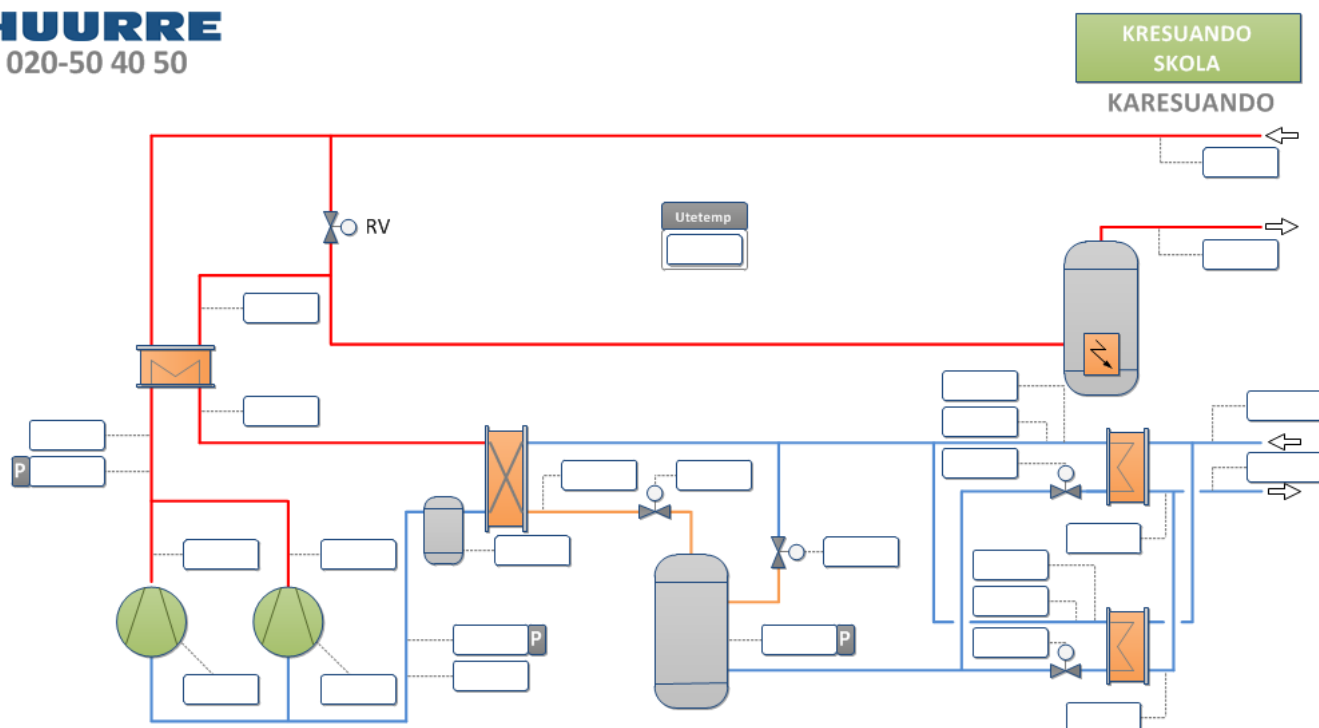 HUURRE
020-50 40 50
KRESUANDO
SKOLA
KARESUANDO
RV
Utetemp
P
P
P